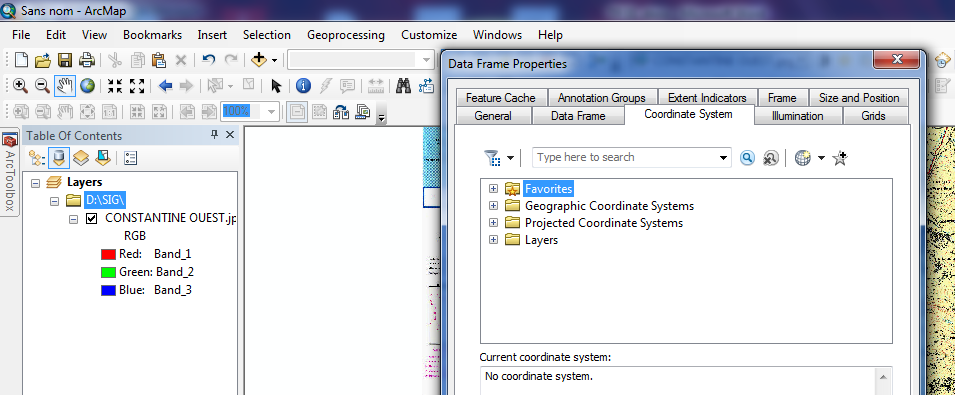 Sans nom - ArcMap
File Edit View Bookmarks Insert Selection Geoprocessing Customize Windows Help
100%
ArcToolbox
Table Of Contents
Layers
D:\SIG\
CONSTANTINE OUEST.jp
RGB
Red: Band_1
Green: Band_2
Blue: Band_3
Data Frame Properties
Feature Cache Annotation Groups Extent Indicators Frame Size and Position
General Data Frame Coordinate System Illumination Grids
Type here to search
Favorites
Geographic Coordinate Systems
Projected Coordinate Systems
Layers
Current coordinate system:
No coordinate system.